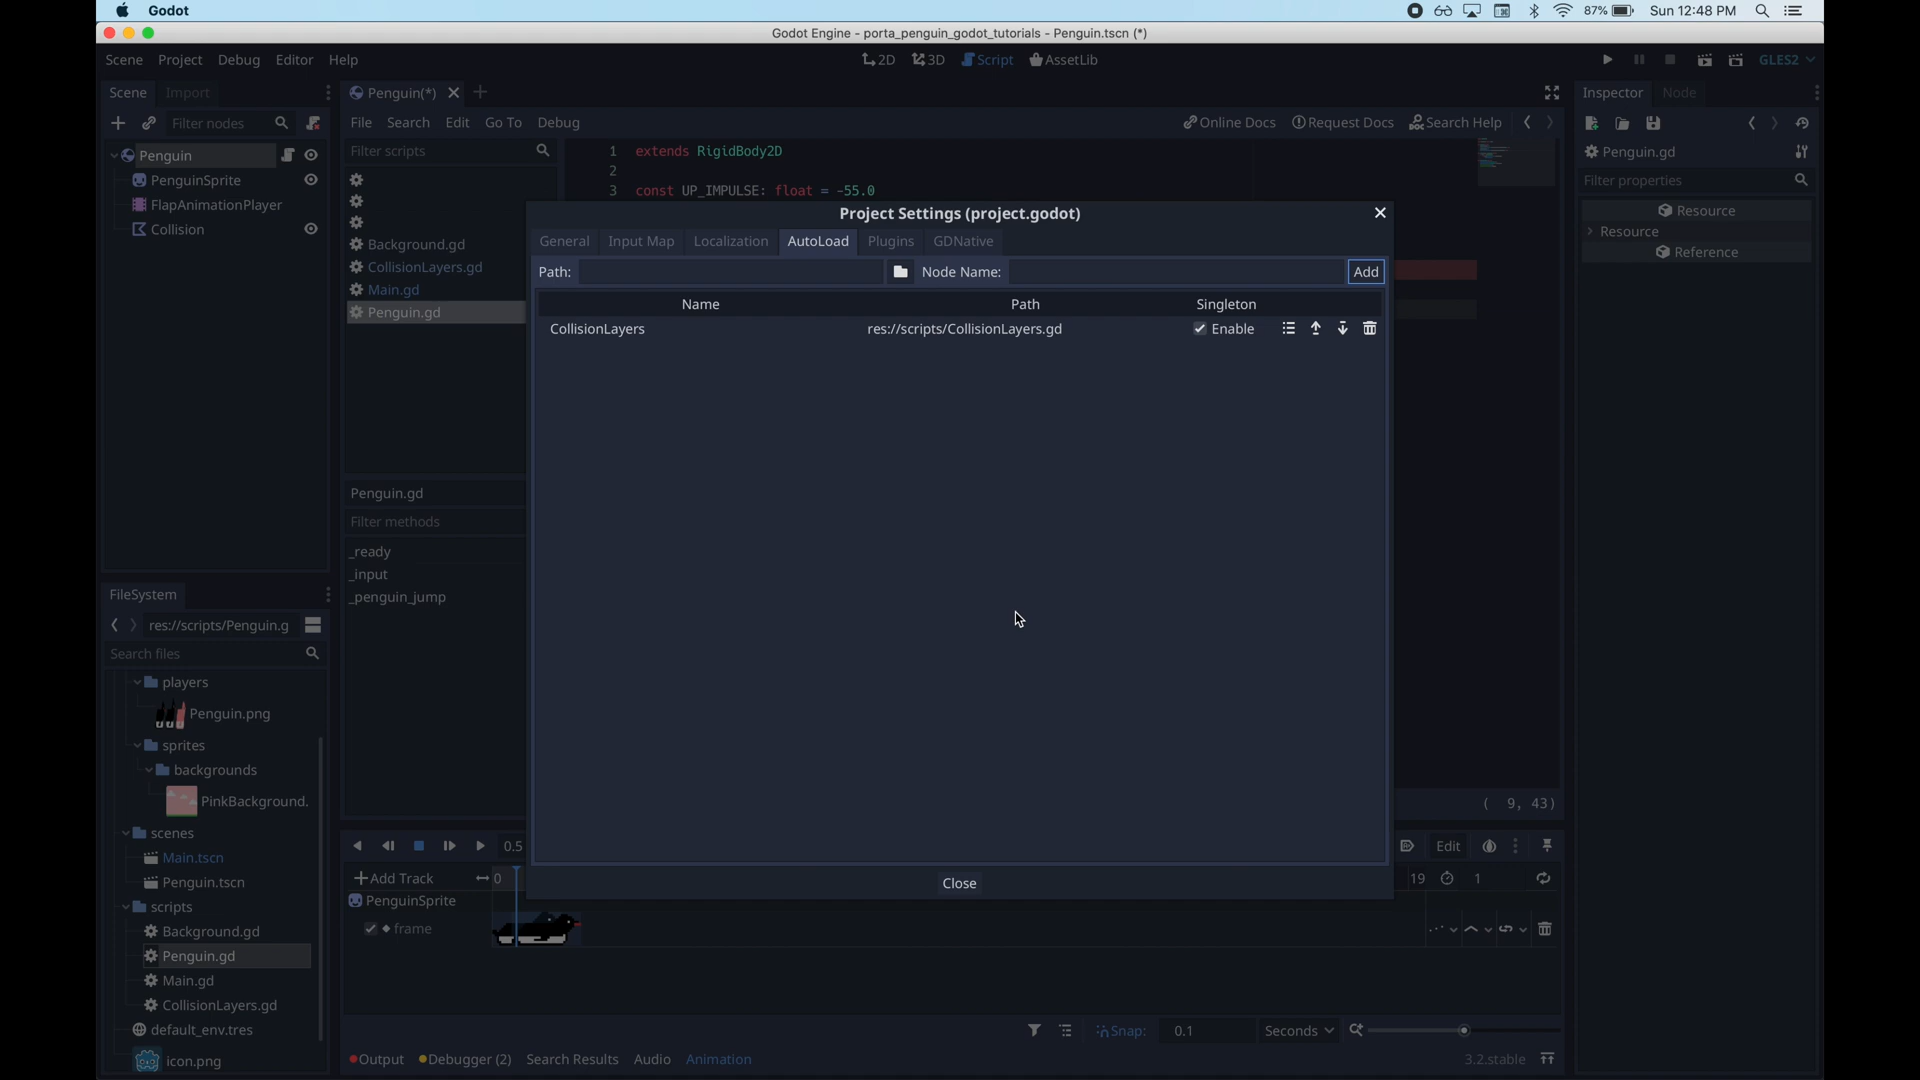 Godot
87%
Sun 12:48 PM
Godot Engine - porta_penguin_godot_tutorials - Penguin.tscn (*)
Scene Project Debug Editor Help
2D 3D Script AssetLib
GLES2
Scene Import
Penguin(*)
Inspector Node
Filter nodes
File Search Edit Go To Debug
Online Docs Request Docs Search Help
Filter scripts
Penguin
PenguinSprite
FlapAnimationPlayer
Collision
Background.gd
CollisionLayers.gd
Main.gd
Penguin.gd
1 extends RigidBody2D
2
3 const UP_IMPULSE: float = -55.0
Penguin.gd
Filter properties
Resource
Resource
Reference
Project Settings (project.godot)
General Input Map Localization AutoLoad Plugins GDNative
Path: Node Name: Add
Name Path Singleton
CollisionLayers res://scripts/CollisionLayers.gd Enable
Close
Penguin.gd
Filter methods
_ready
_input
_penguin_jump
( 9, 43)
FileSystem
res://scripts/Penguin.g
Search files
players
Penguin.png
sprites
backgrounds
PinkBackground.
scenes
Main.tscn
Penguin.tscn
scripts
Background.gd
Penguin.gd
Main.gd
CollisionLayers.gd
default_env.tres
icon.png
0.5
Edit
Add Track 0
19 1
PenguinSprite
frame
Snap: 0.1 Seconds
Output Debugger (2) Search Results Audio Animation
3.2.stable